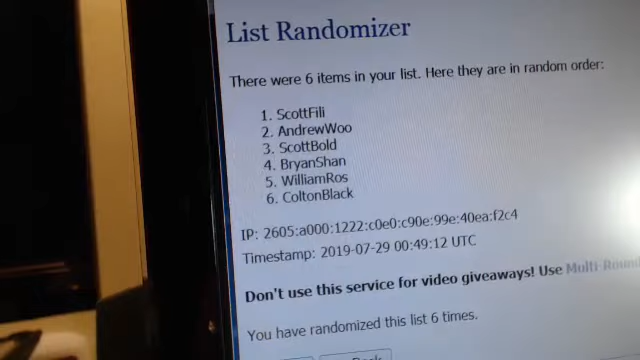 List Randomizer
There were 6 items in your list. Here they are in random order:
1. ScottFili
2. AndrewWoo
3. ScottBold
4. BryanShan
5. WilliamRos
6. ColtonBlack
IP: 2605:a000:1222:c0e0:c90e:99e:40ea:f2c4
Timestamp: 2019-07-29 00:49:12 UTC
Don't use this service for video giveaways! Use Multi-Round
You have randomized this list 6 times.